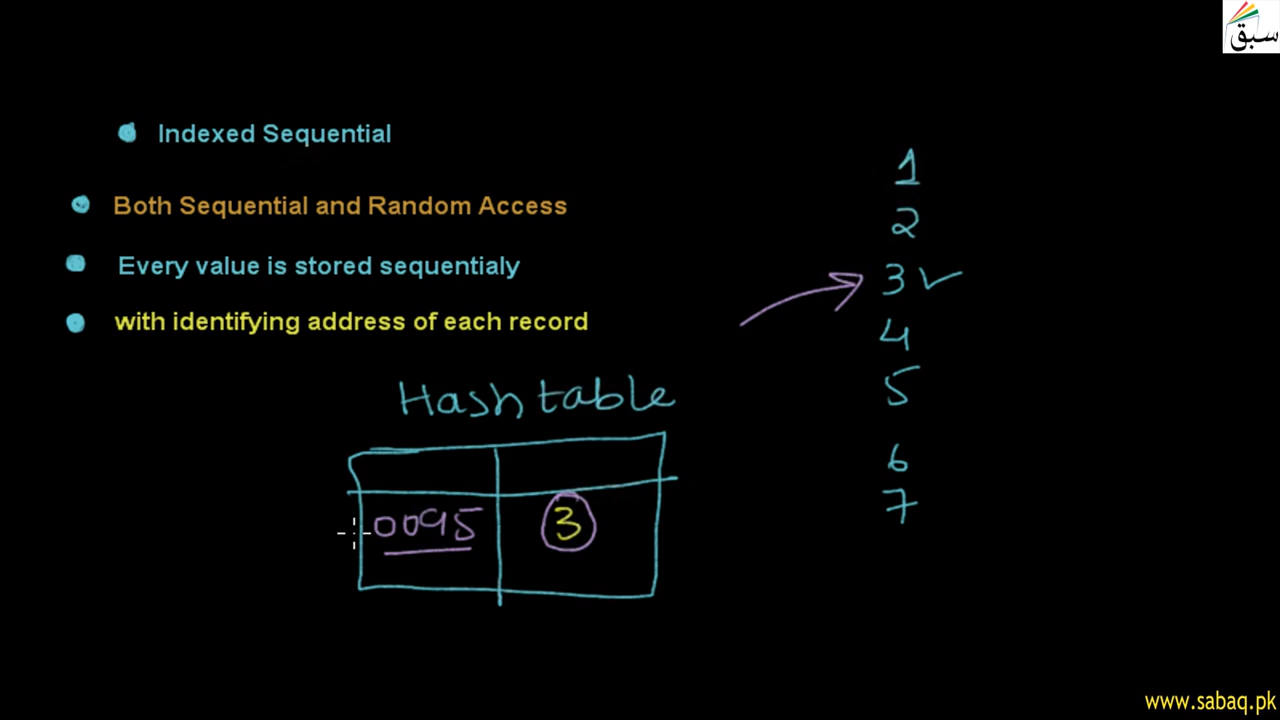 سبق
Indexed Sequential
Both Sequential and Random Access
Every value is stored sequentialy
with identifying address of each record
1
2
3
4
5
6
7
Hash table
0095 3
www.sabaq.pk